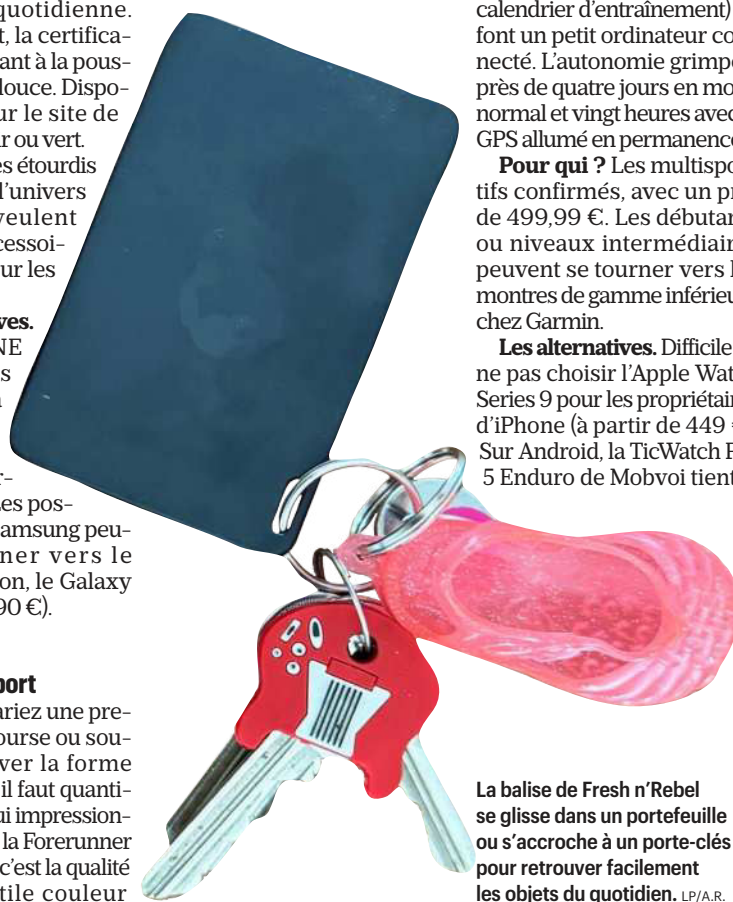 quotidienne.
t, la certifica-
ant à la pous-
louce. Dispo-
ur le site de
r ou vert.
es étourdis
l'univers
veulent
cessoi-
ur les
ves.
NE
s
r-
es pos-
amsung peu-
ner vers le
on, le Galaxy
90 €).
port
ariez une pre-
ourse ou sou-
ver la forme
il faut quanti-
ui impression-
la Forerunner
c'est la qualité
tile couleur
calendrier d'entraînement)
font un petit ordinateur co
necté. L'autonomie grimpe
près de quatre jours en mo
normal et vingt heures avec
GPS allumé en permanence
Pour qui ? Les multispo
tifs confirmés, avec un pr
de 499,99 €. Les débutan
ou niveaux intermédiair
peuvent se tourner vers l
montres de gamme inférieu
chez Garmin.
Les alternatives. Difficile
ne pas choisir l'Apple Wat
Series 9 pour les propriétair
d'iPhone (à partir de 449 €
Sur Android, la TicWatch P
5 Enduro de Mobvoi tient
La balise de Fresh n'Rebel
se glisse dans un portefeuille
ou s'accroche à un porte-clés
pour retrouver facilement
les objets du quotidien. LP/A.R.